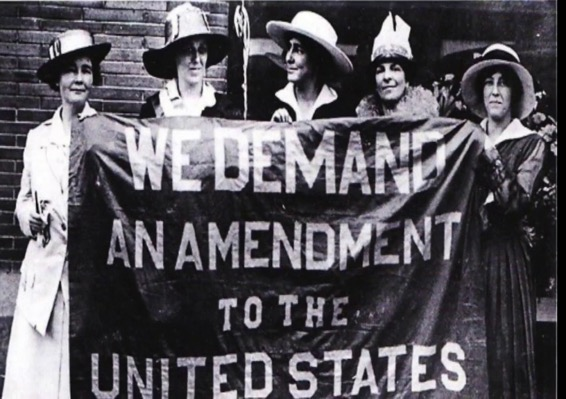 WE DEMAND
AN AMENDMENT
TO THE
UNITED STATES